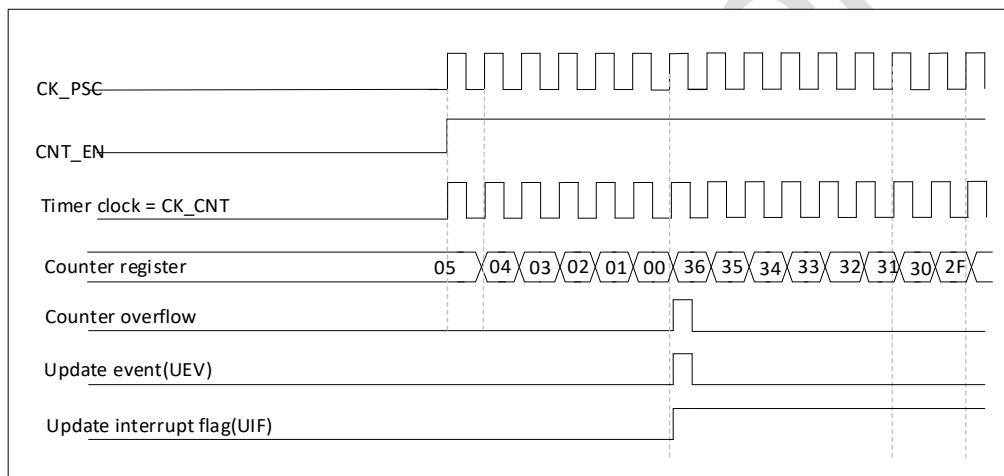 CK_PSC
CNT_EN
Timer clock = CK_CNT
Counter register 05 04 03 02 01 00 36 35 34 33 32 31 30 2F
Counter overflow
Update event(UEV)
Update interrupt flag(UIF)